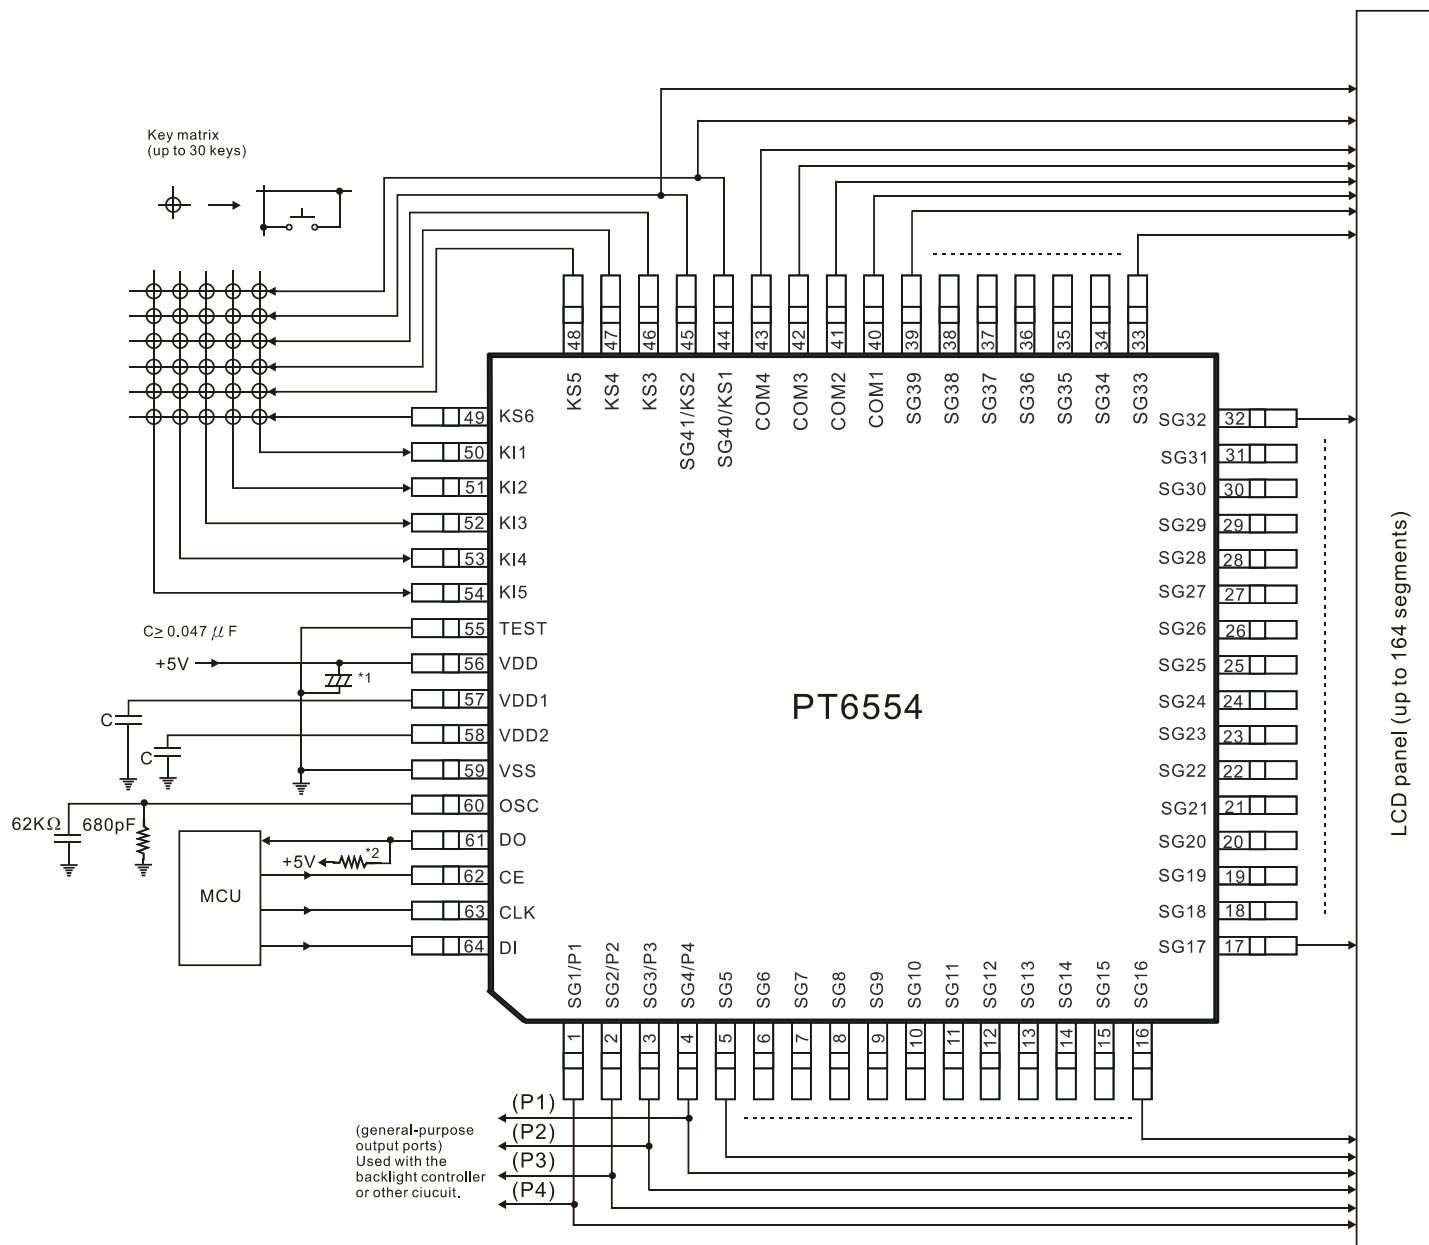 Key matrix
(up to 30 keys)
48
47
46
45
44
43
42
41
40
39
38
37
36
35
34
33
KS5
KS4
KS3
SG41/KS2
SG40/KS1
COM4
COM3
COM2
COM1
SG39
SG38
SG37
SG36
SG35
SG34
SG33
49 KS6
50 KI1
51 KI2
52 KI3
53 KI4
54 KI5
55 TEST
56 VDD
57 VDD1
58 VDD2
59 VSS
60 OSC
61 DO
62 CE
63 CLK
64 DI
C≥ 0.047 μ F
+5V
*1
C
C
62KΩ
680pF
+5V
*2
MCU
PT6554
SG32 32
SG31 31
SG30 30
SG29 29
SG28 28
SG27 27
SG26 26
SG25 25
SG24 24
SG23 23
SG22 22
SG21 21
SG20 20
SG19 19
SG18 18
SG17 17
LCD panel (up to 164 segments)
SG1/P1
SG2/P2
SG3/P3
SG4/P4
SG5
SG6
SG7
SG8
SG9
SG10
SG11
SG12
SG13
SG14
SG15
SG16
1
2
3
4
5
6
7
8
9
10
11
12
13
14
15
16
(P1)
(P2)
(P3)
(P4)
(general-purpose
output ports)
Used with the
backlight controller
or other ciucuit.